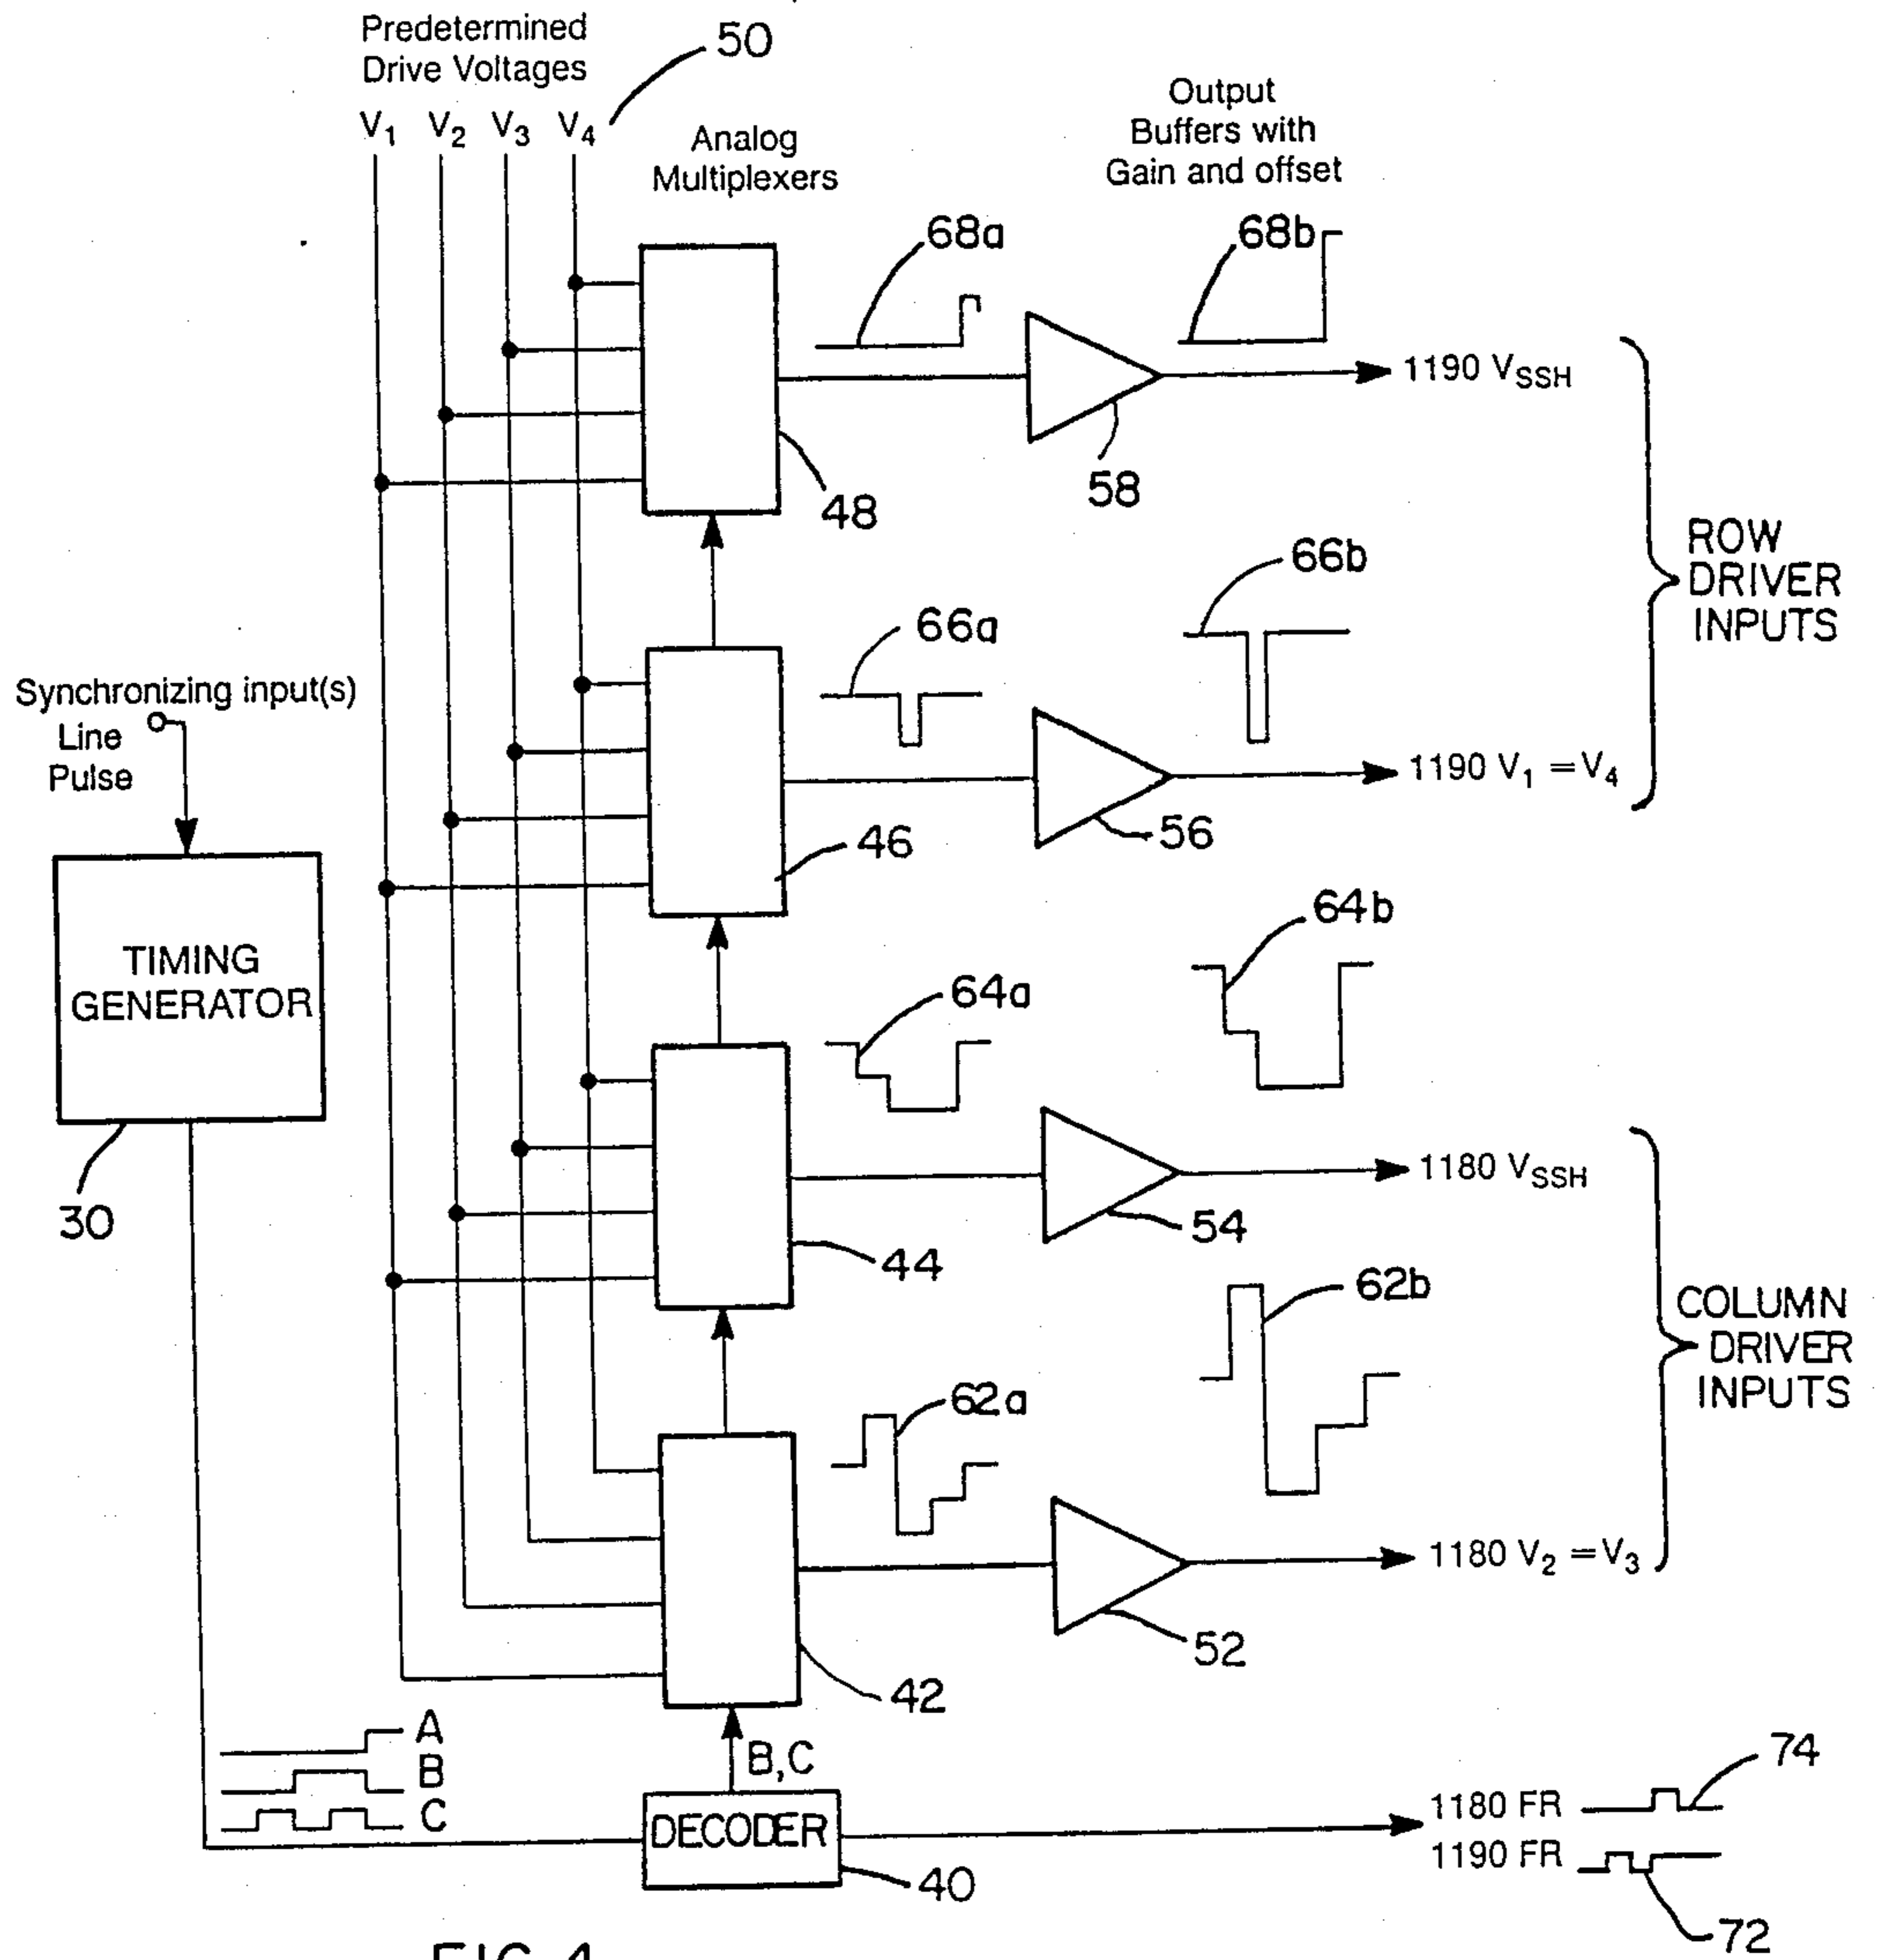 Predetermined
Drive Voltages
50
V1 V2 V3 V4
Analog
Multiplexers
Output
Buffers with
Gain and offset
68a
68b
1190 VSSH
48
58
ROW
DRIVER
INPUTS
66a
66b
1190 V1 = V4
46
56
Synchronizing input(s)
Line
Pulse
TIMING
GENERATOR
30
64a
64b
1180 VSSH
44
54
COLUMN
DRIVER
INPUTS
62a
62b
1180 V2 = V3
42
52
A
B
C
B,C
DECODER
40
1180 FR
74
1190 FR
72